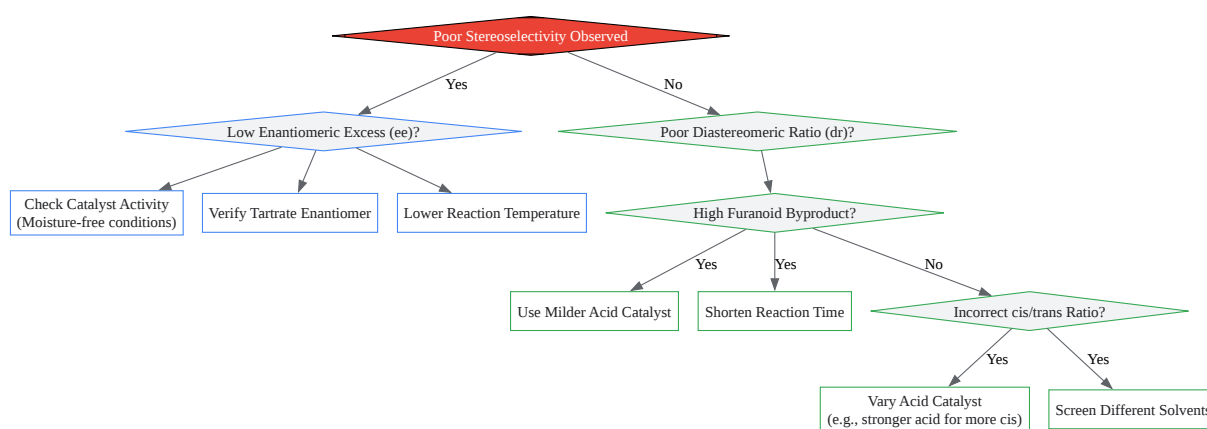 Poor Stereoselectivity Observed
Yes
No
Low Enantiomeric Excess (ee)?
Poor Diastereomeric Ratio (dr)?
Check Catalyst Activity
(Moisture-free conditions)
Verify Tartrate Enantiomer
Lower Reaction Temperature
High Furanoid Byproduct?
Yes
Yes
No
Use Milder Acid Catalyst
Shorten Reaction Time
Incorrect cis/trans Ratio?
Yes
Yes
Vary Acid Catalyst
(e.g., stronger acid for more cis)
Screen Different Solvents